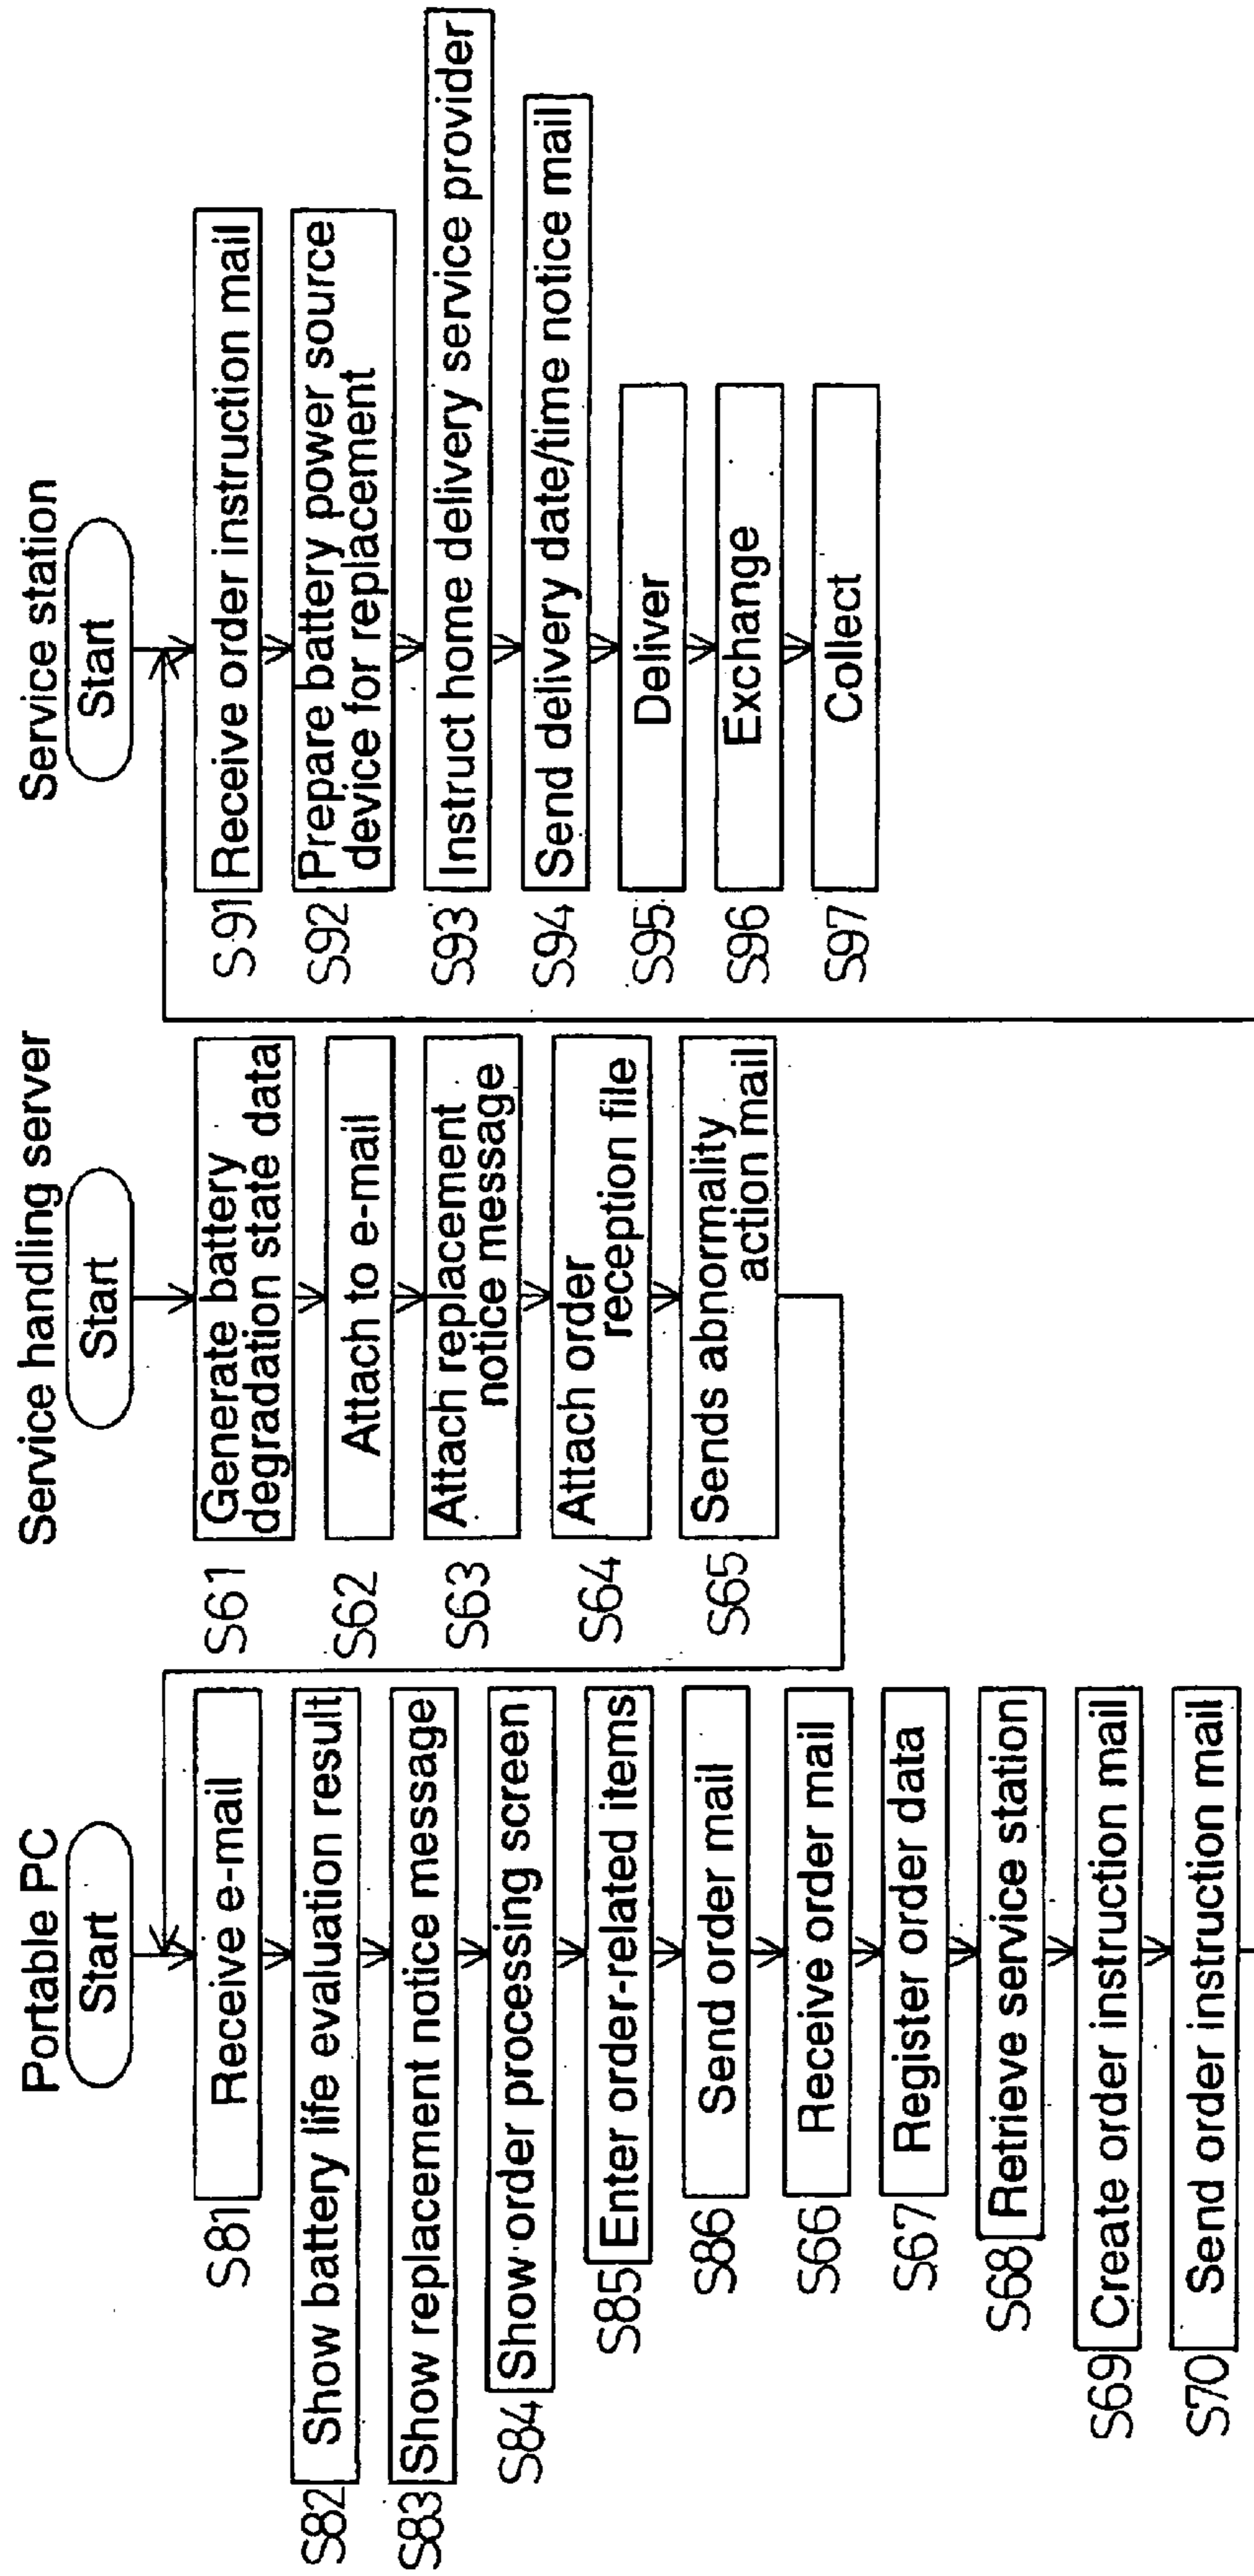 Portable PC
Start
S81
Receive e-mail
S82
Show battery life evaluation result
S83
Show replacement notice message
S84
Show order processing screen
S85
Enter order-related items
S86
Send order mail
S66
Receive order mail
S67
Register order data
S68
Retrieve service station
S69
Create order instruction mail
S70
Send order instruction mail
Service handling server
Start
S61
Generate battery
degradation state data
S62
Attach to e-mail
S63
Attach replacement
notice message
S64
Attach order
reception file
S65
Sends abnormality
action mail
Service station
Start
S91
Receive order instruction mail
S92
Prepare battery power source
device for replacement
S93
Instruct home delivery service provider
S94
Send delivery date/time notice mail
S95
Deliver
S96
Exchange
S97
Collect